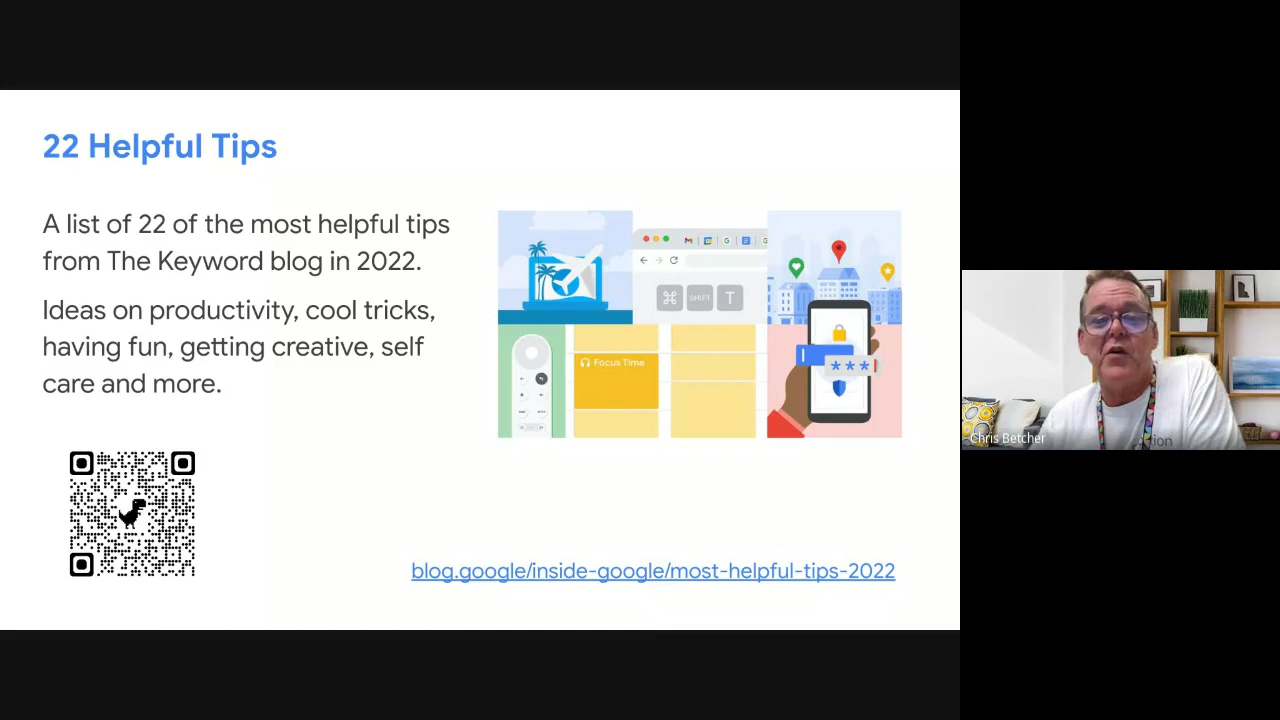 22 Helpful Tips
A list of 22 of the most helpful tips
from The Keyword blog in 2022.
Ideas on productivity, cool tricks,
having fun, getting creative, self
care and more.
⌘ SHIFT T
Focus Time
***
blog.google/inside-google/most-helpful-tips-2022
Chris Betcher